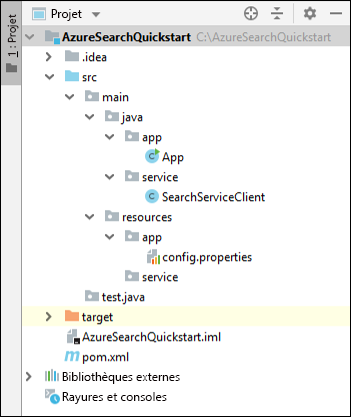 1: Projet
Projet
AzureSearchQuickstart C:\AzureSearchQuickstart
.idea
src
main
java
app
App
service
SearchServiceClient
resources
app
config.properties
service
test.java
target
AzureSearchQuickstart.iml
pom.xml
Bibliothèques externes
Rayures et consoles